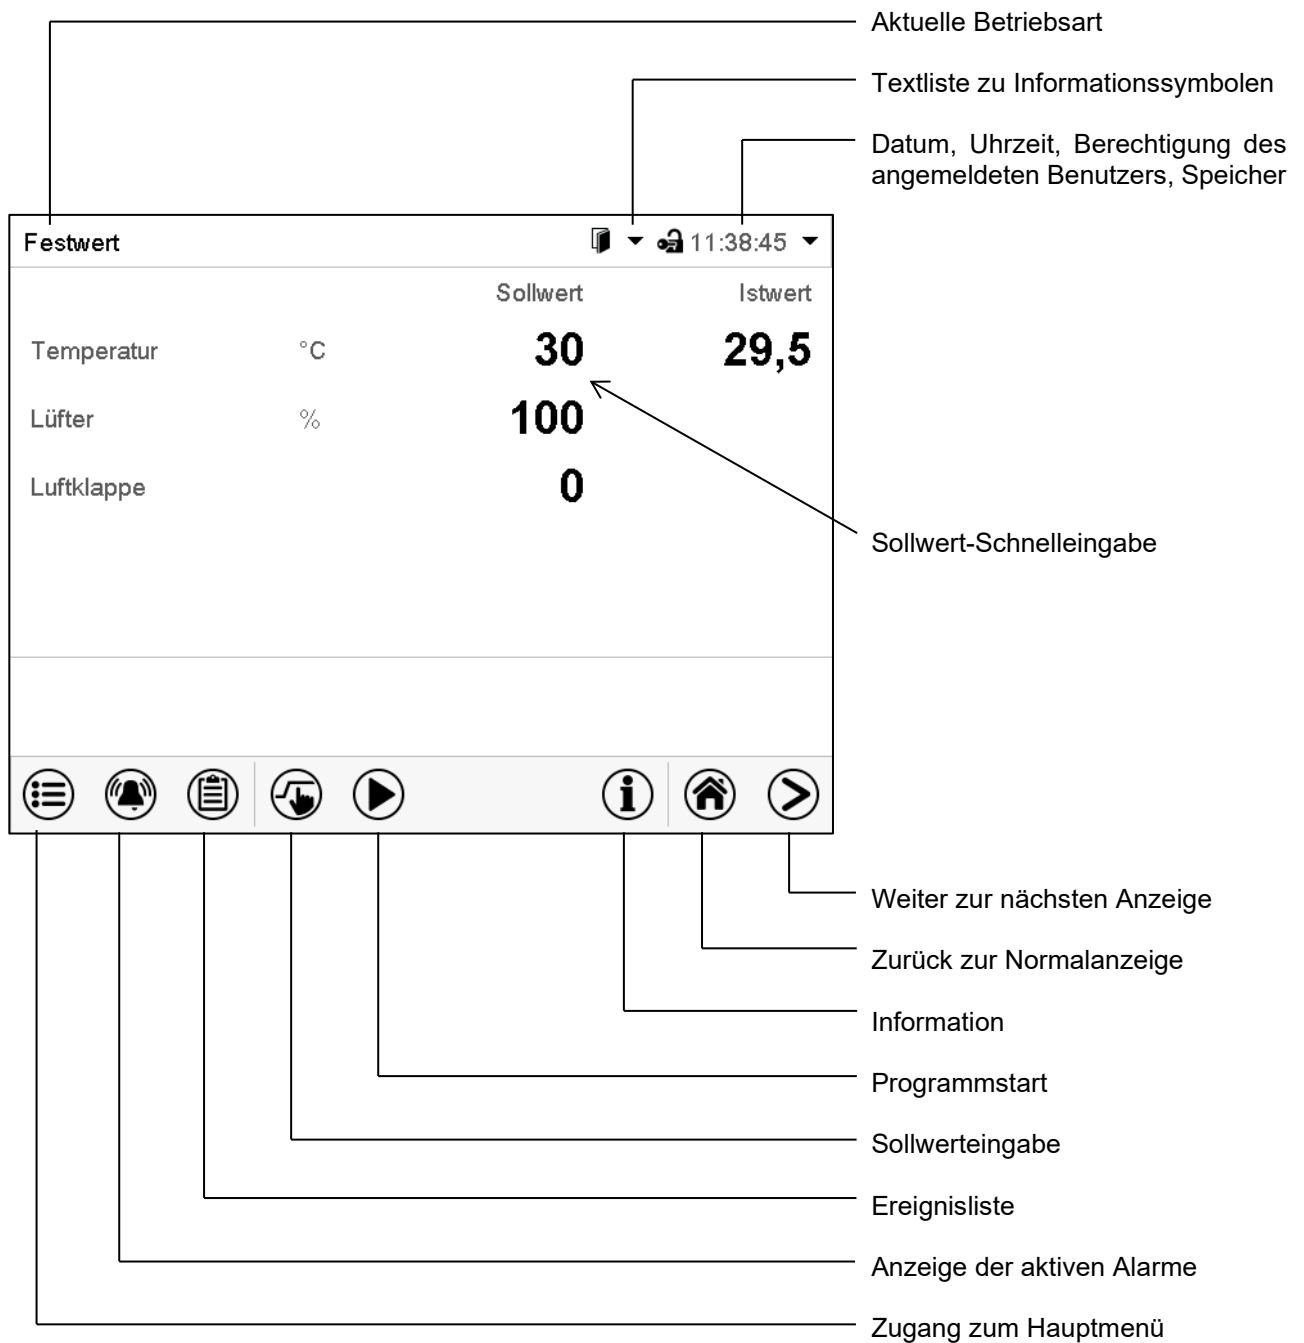 Aktuelle Betriebsart
Textliste zu Informationssymbolen
Datum, Uhrzeit, Berechtigung des
angemeldeten Benutzers, Speicher
Festwert 11:38:45
Sollwert Istwert
Temperatur °C 30 29,5
Lüfter % 100
Luftklappe 0
Sollwert-Schnelleingabe
Weiter zur nächsten Anzeige
Zurück zur Normalanzeige
Information
Programmstart
Sollwerteingabe
Ereignisliste
Anzeige der aktiven Alarme
Zugang zum Hauptmenü